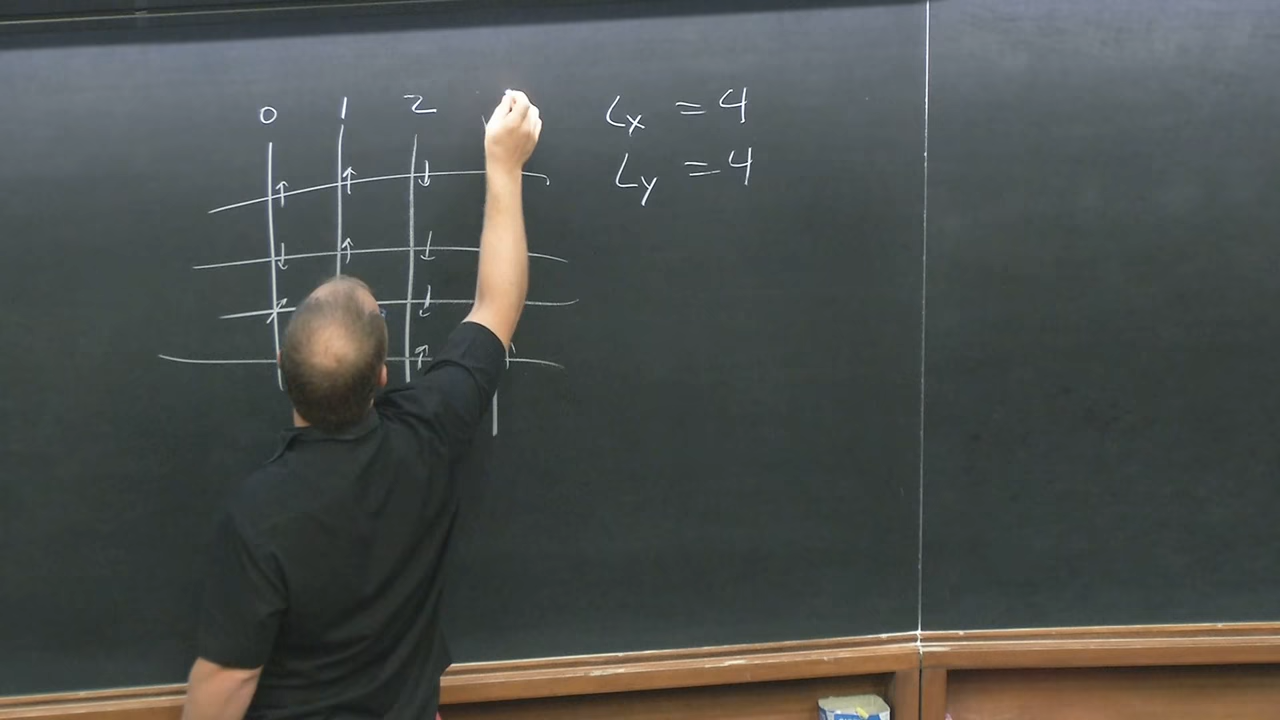 0 1 2
Lx = 4
Ly = 4
↑ ↑ ↓
↓ ↑ ↓
↑ ↓
↑